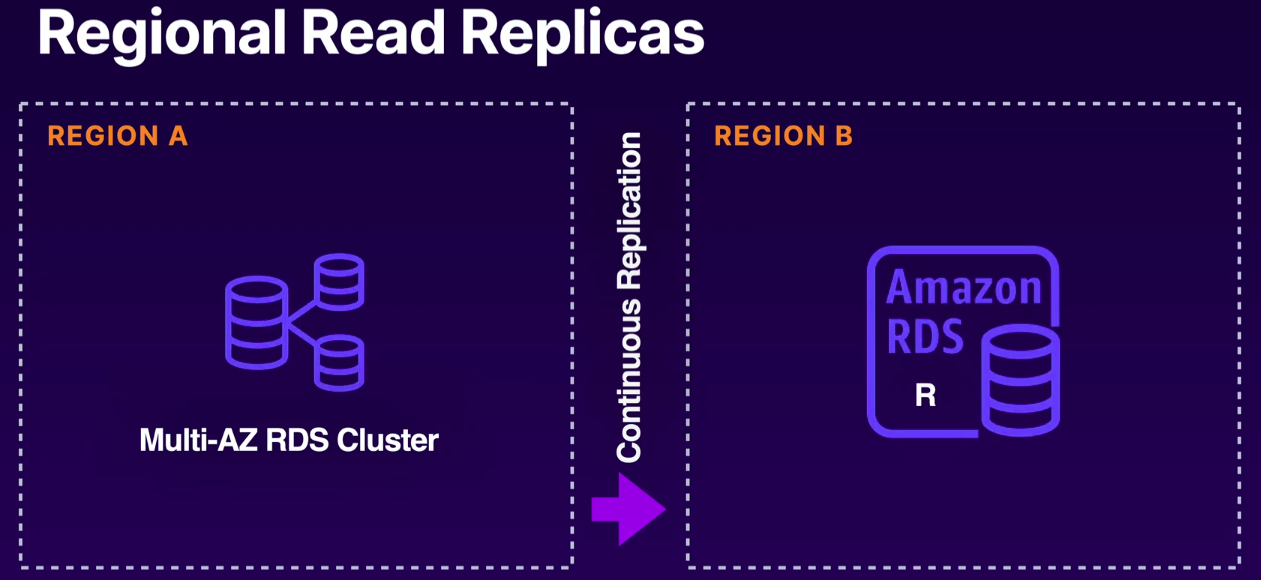 Regional Read Replicas
REGION A
Multi-AZ RDS Cluster
Continuous Replication
REGION B
Amazon
RDS
R